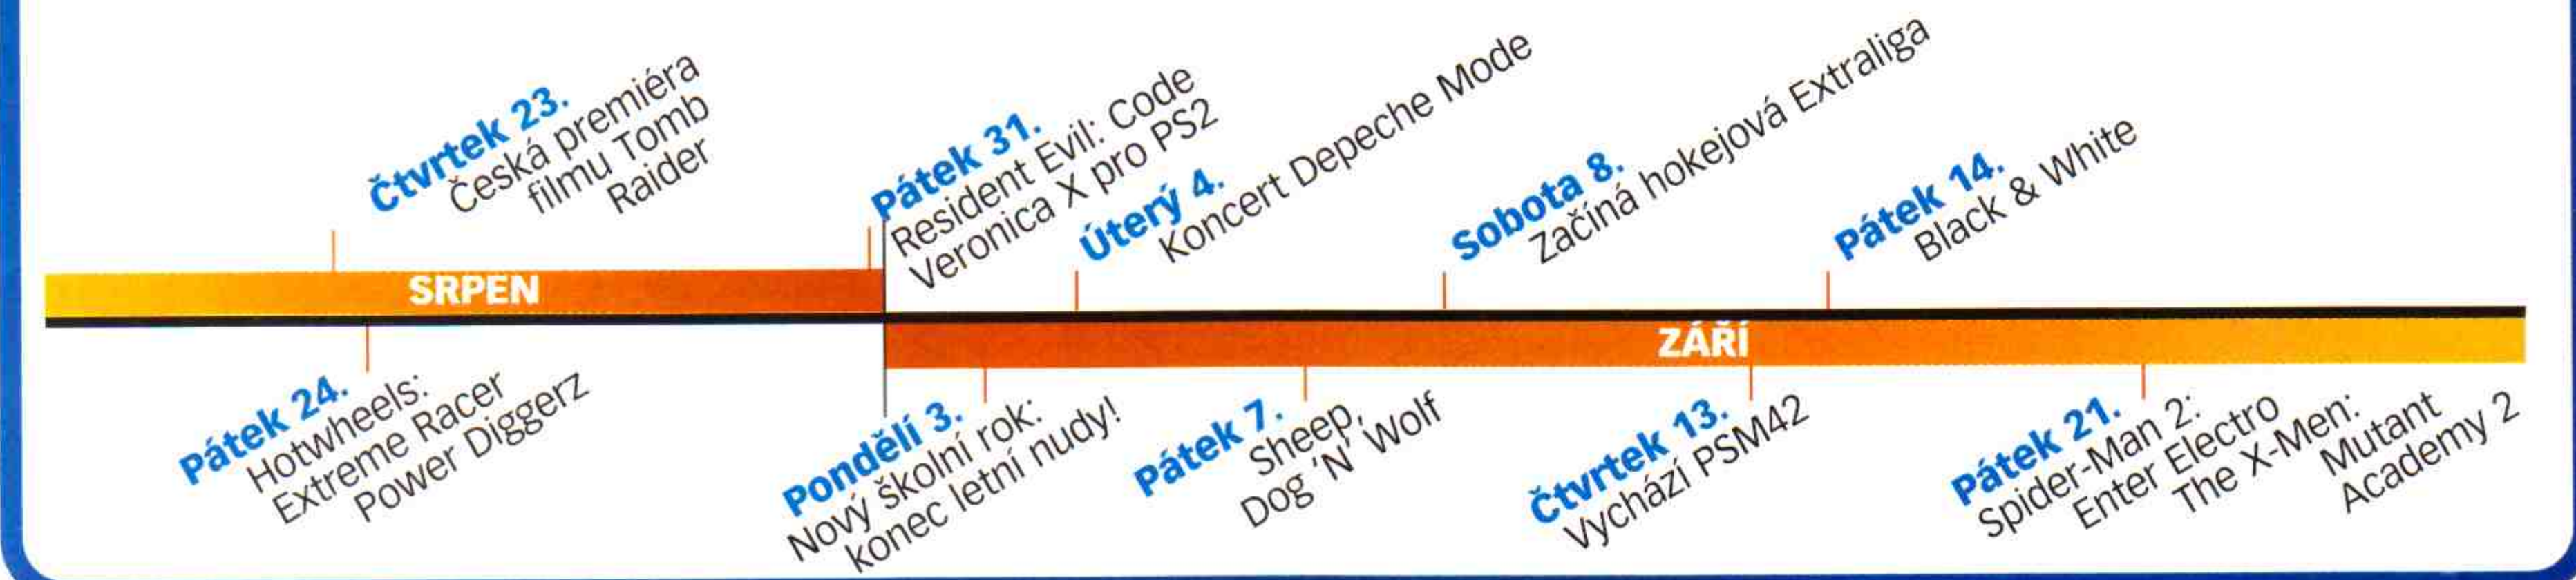 Čtvrtek 23.
Česká premiéra
filmu Tomb
Raider
Pátek 31.
Resident Evil: Code
Veronica X pro PS2
Úterý 4.
Koncert Depeche Mode
Sobota 8.
Začíná hokejová Extraliga
Pátek 14.
Black & White
SRPEN
ZÁŘÍ
Pátek 24.
Hotwheels:
Extreme Racer
Power Diggerz
Pondělí 3.
Nový školní rok:
konec letní nudy!
Pátek 7.
Sheep,
Dog 'N' Wolf
Čtvrtek 13.
Vychází PSM42
Pátek 21.
Spider-Man 2:
Enter Electro
The X-Men:
Mutant
Academy 2